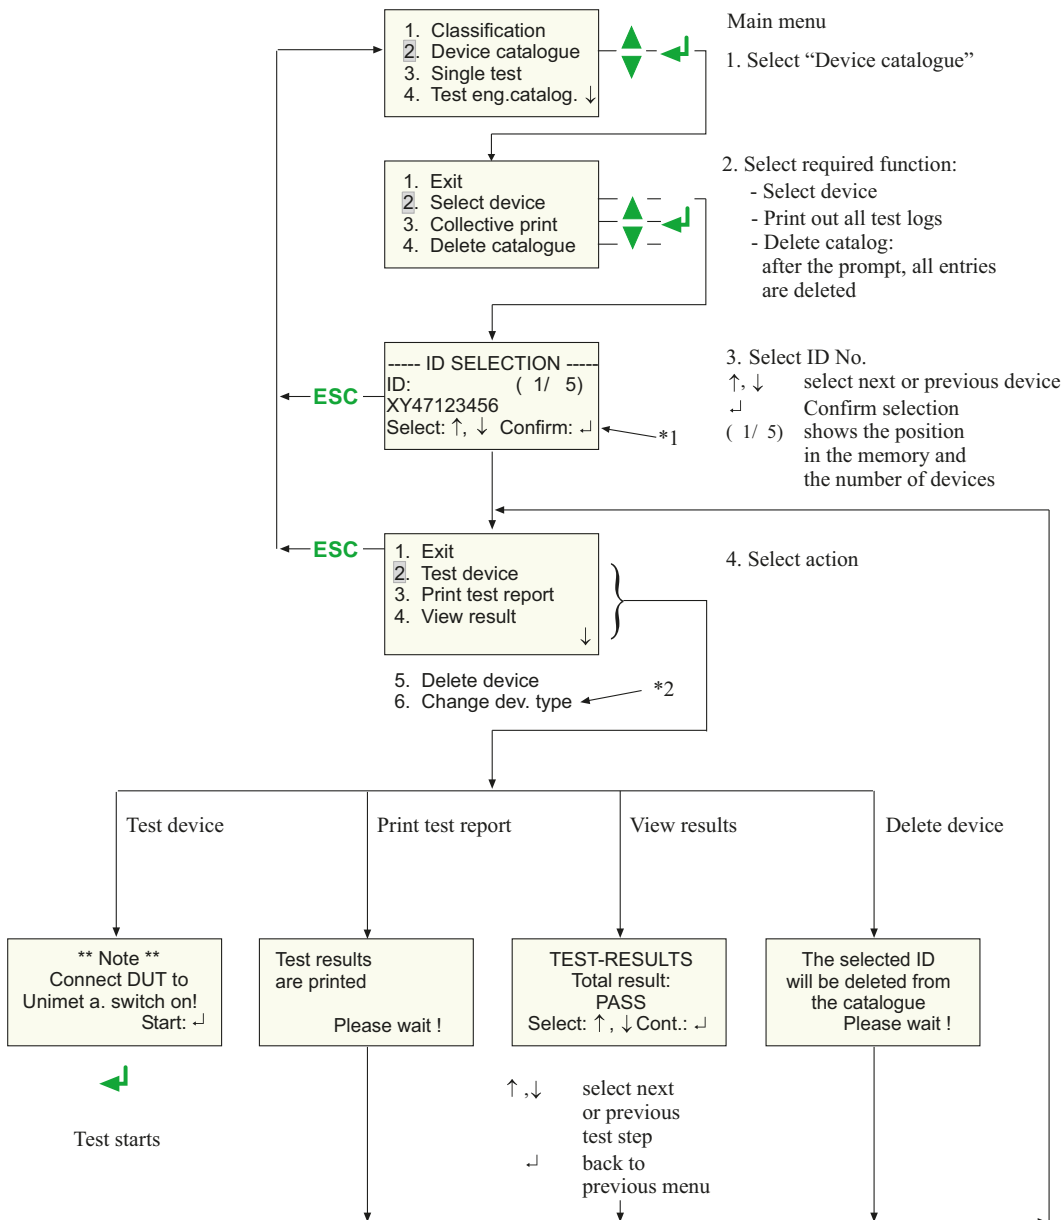 Main menu
1. Classification
2. Device catalogue
3. Single test
4. Test eng.catalog. ↓
1. Select “Device catalogue”
1. Exit
2. Select device
3. Collective print
4. Delete catalogue
2. Select required function:
- Select device
- Print out all test logs
- Delete catalog:
after the prompt, all entries
are deleted
----- ID SELECTION -----
ID: ( 1/ 5)
XY47123456
Select: ↑, ↓ Confirm: ↵
ESC
*1
3. Select ID No.
↑, ↓ select next or previous device
↵ Confirm selection
( 1/ 5) shows the position
in the memory and
the number of devices
ESC
1. Exit
2. Test device
3. Print test report
4. View result
↓
5. Delete device
6. Change dev. type
*2
4. Select action
Test device
Print test report
View results
Delete device
** Note **
Connect DUT to
Unimet a. switch on!
Start: ↵
Test starts
Test results
are printed
Please wait !
TEST-RESULTS
Total result:
PASS
Select: ↑ , ↓ Cont.: ↵
↑ ,↓ select next
or previous
test step
↵ back to
previous menu
The selected ID
will be deleted from
the catalogue
Please wait !